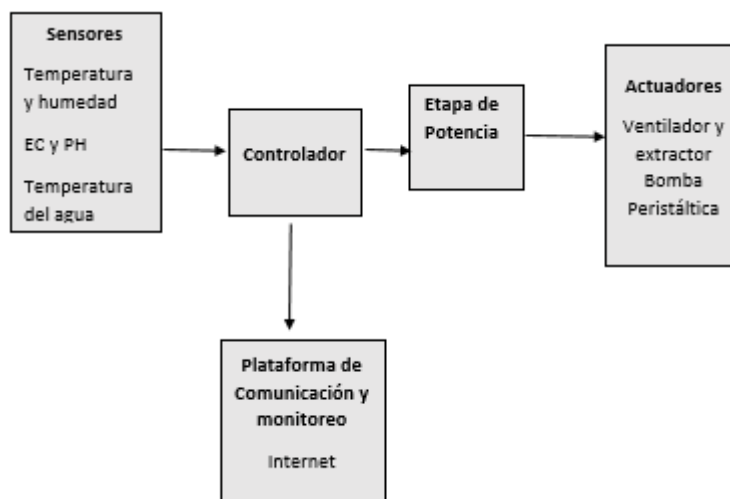 Sensores
Temperatura
y humedad
EC y PH
Temperatura
del agua
Controlador
Etapa de
Potencia
Actuadores
Ventilador y
extractor
Bomba
Peristáltica
Plataforma de
Comunicación y
monitoreo
Internet